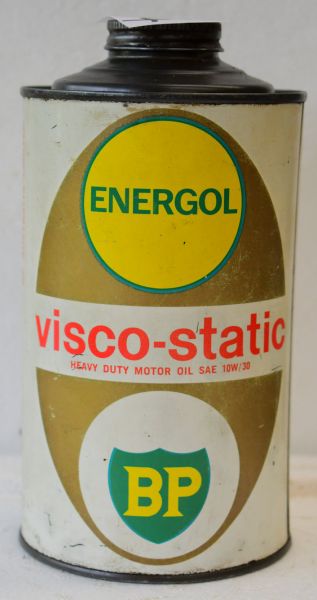 ENERGOL
visco-static
HEAVY DUTY MOTOR OIL SAE 10W/30
BP